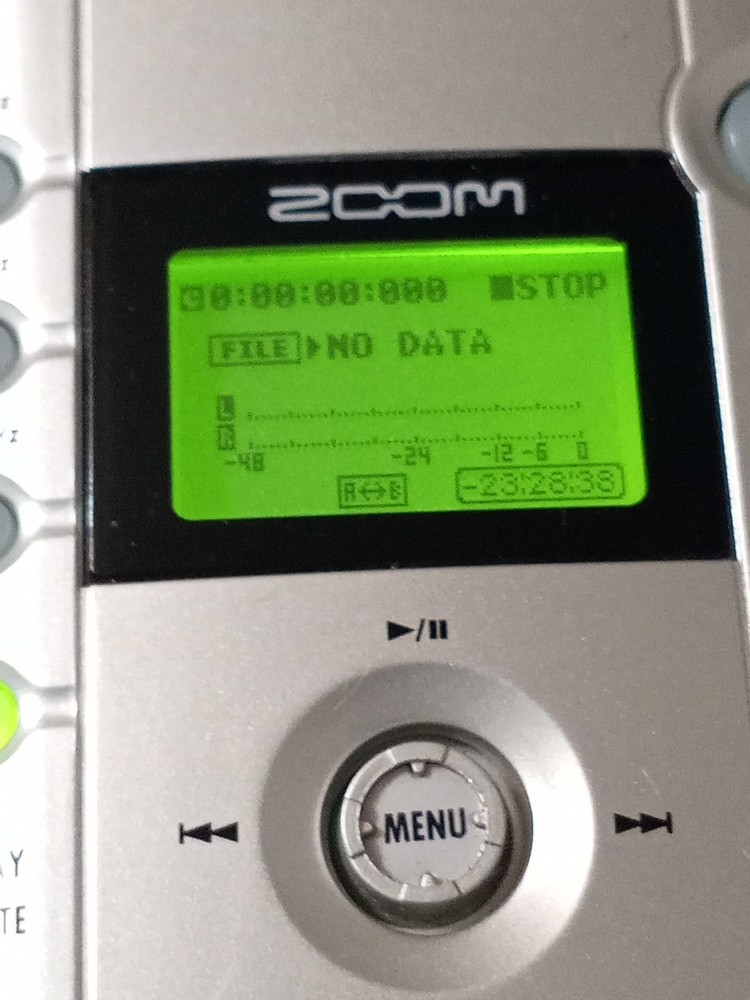 ZOOM
0:00:00:000 STOP
FILE NO DATA
L
R
-48 -24 -12 -6 0
A↔B -23:28:38
MENU
AY
TE